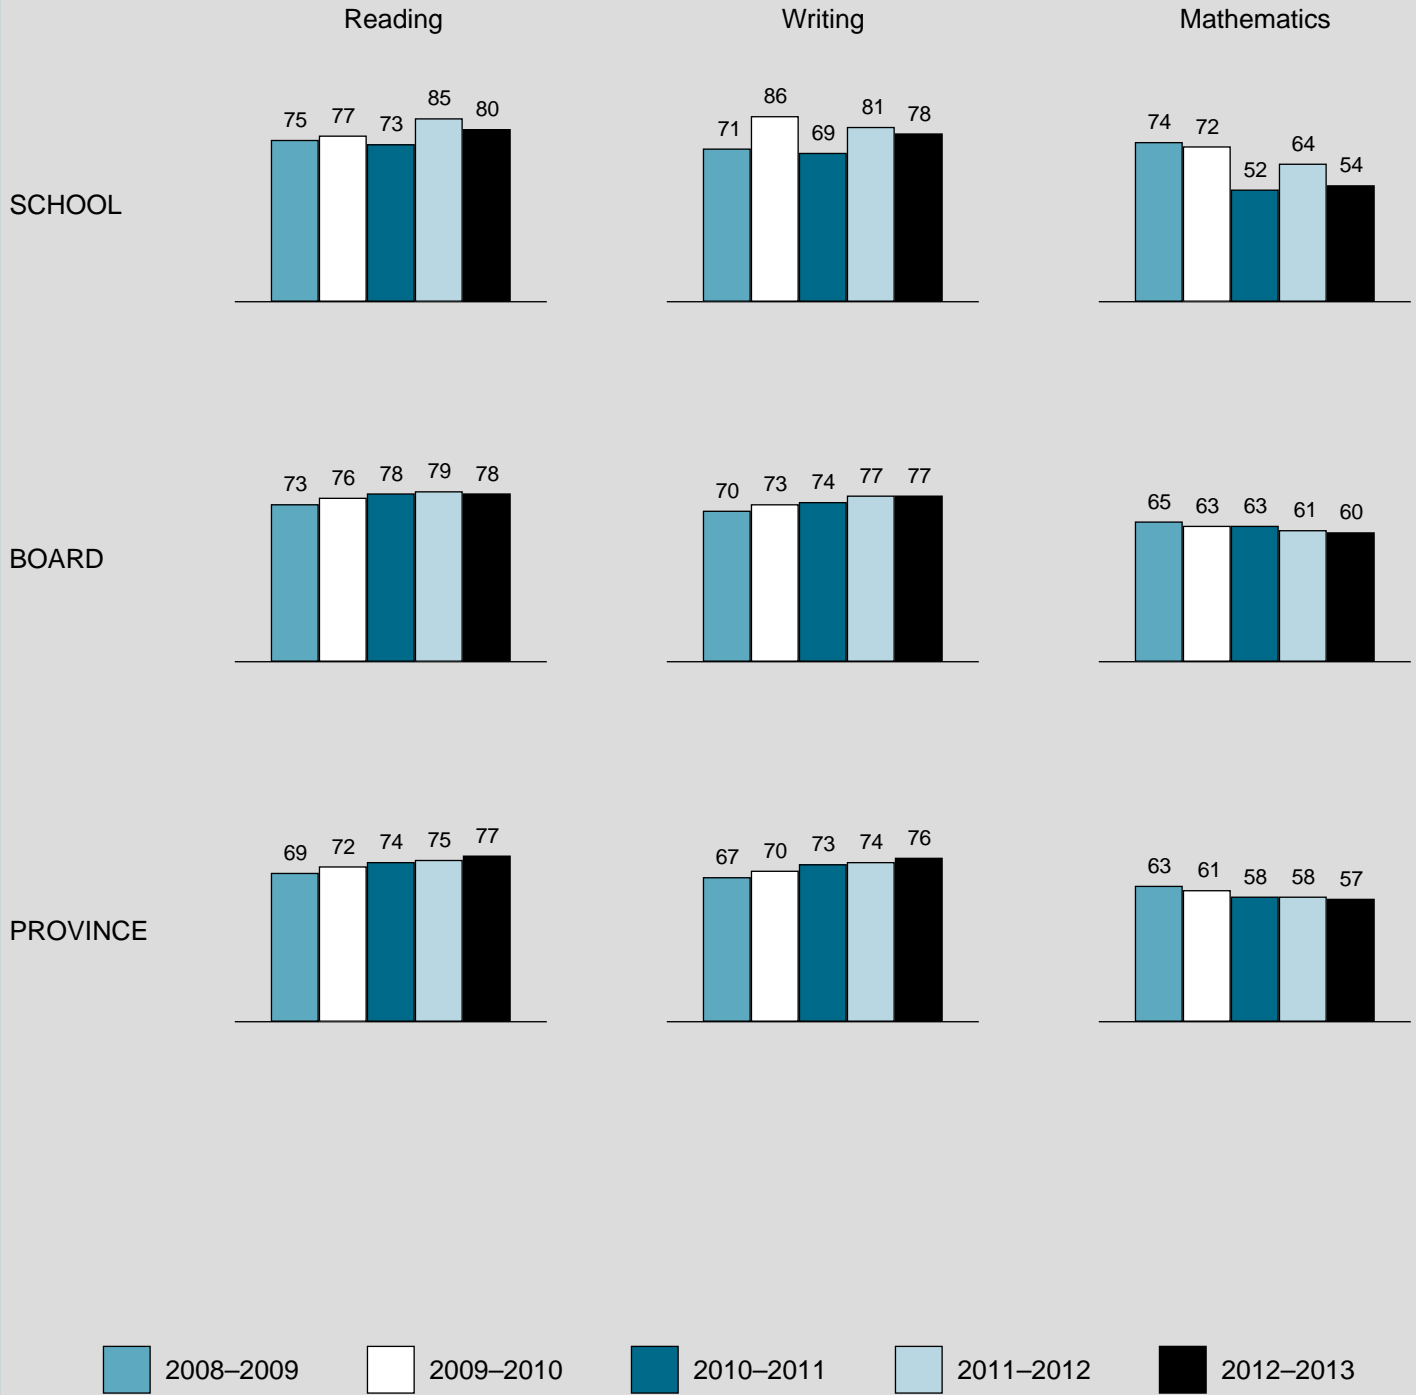 Reading Writing Mathematics
SCHOOL
75 77 73 85 80
71 86 69 81 78
74 72 52 64 54
BOARD
73 76 78 79 78
70 73 74 77 77
65 63 63 61 60
PROVINCE
69 72 74 75 77
67 70 73 74 76
63 61 58 58 57
2008–2009 2009–2010 2010–2011 2011–2012 2012–2013